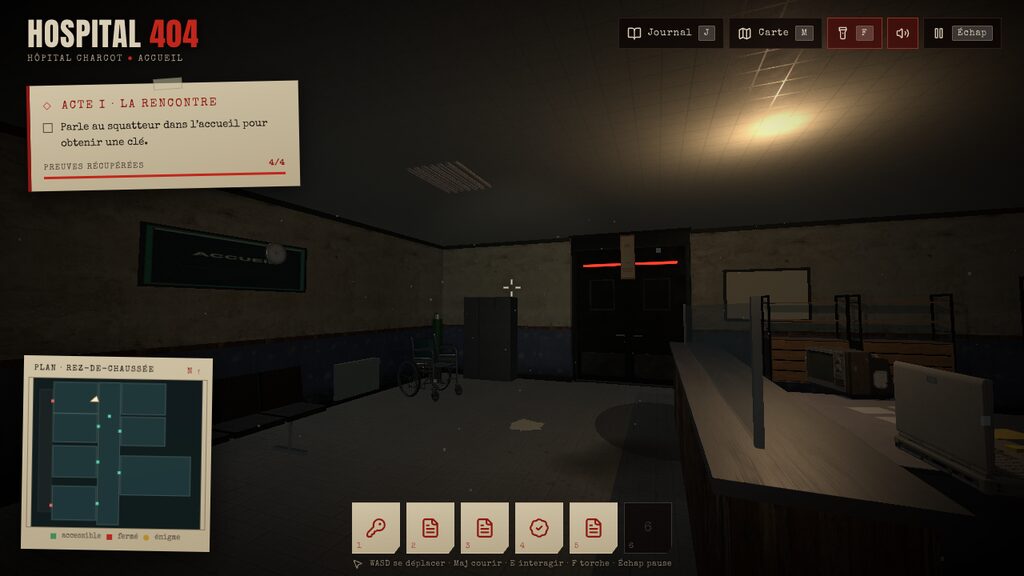 HOSPITAL 404
HÔPITAL CHARCOT • ACCUEIL
Journal J
Carte M
F
Échap
ACTE I · LA RENCONTRE
Parle au squatteur dans l'accueil pour
obtenir une clé.
PREUVES RÉCUPÉRÉES 4/4
ACCUEIL
PLAN · REZ-DE-CHAUSSÉE N ↑
accessible fermé énigme
1 2 3 4 5 6 6
WASD se déplacer · Maj courir · E interagir · F torche · Échap pause